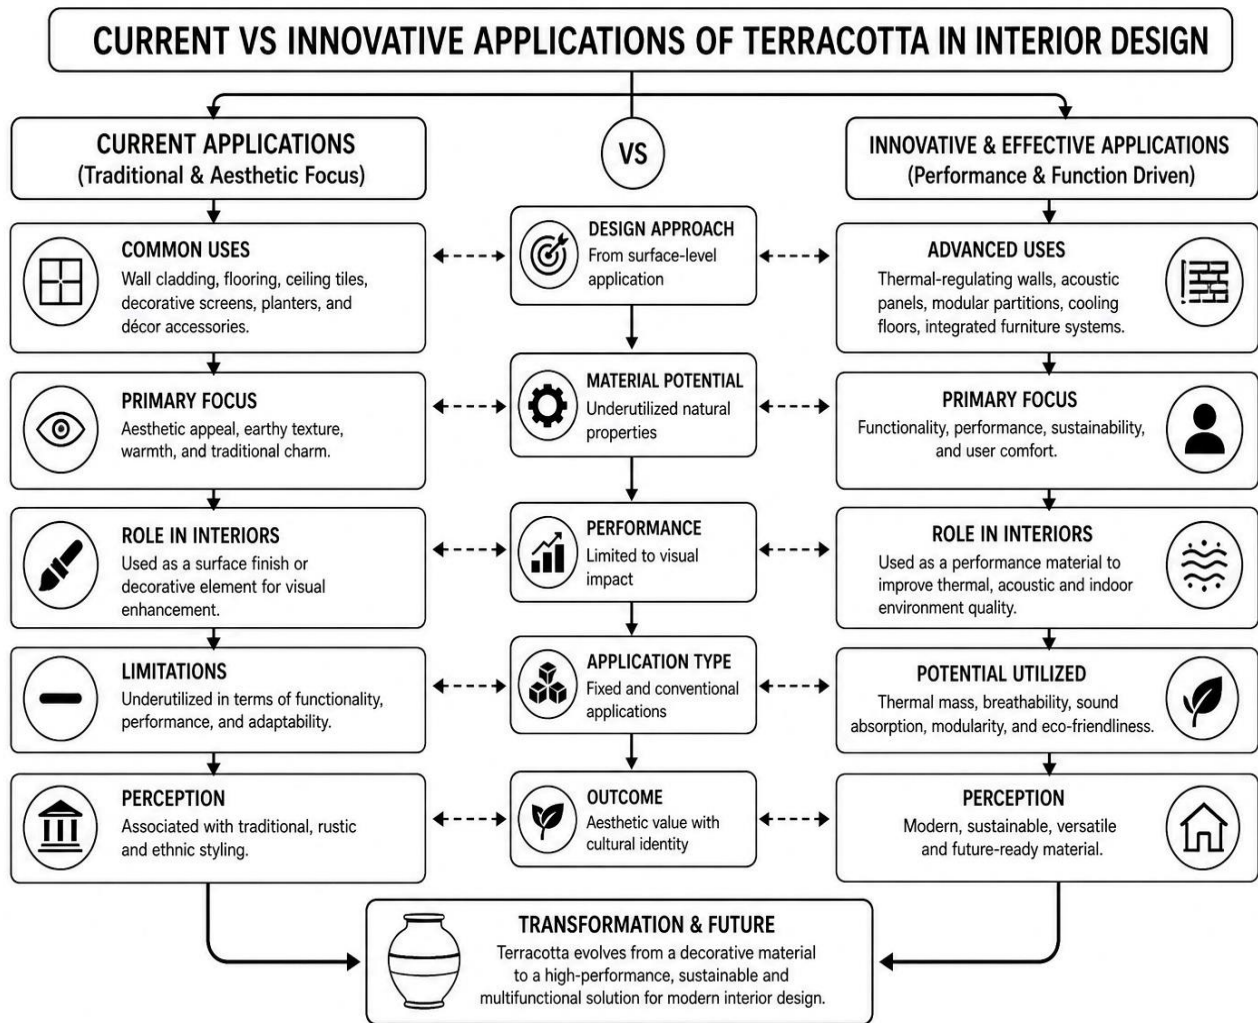 CURRENT VS INNOVATIVE APPLICATIONS OF TERRACOTTA IN INTERIOR DESIGN
CURRENT APPLICATIONS
(Traditional & Aesthetic Focus)
VS
INNOVATIVE & EFFECTIVE APPLICATIONS
(Performance & Function Driven)
COMMON USES
Wall cladding, flooring, ceiling tiles,
decorative screens, planters, and
décor accessories.
DESIGN APPROACH
From surface-level
application
ADVANCED USES
Thermal-regulating walls, acoustic
panels, modular partitions, cooling
floors, integrated furniture systems.
PRIMARY FOCUS
Aesthetic appeal, earthy texture,
warmth, and traditional charm.
MATERIAL POTENTIAL
Underutilized natural
properties
PRIMARY FOCUS
Functionality, performance, sustainability,
and user comfort.
ROLE IN INTERIORS
Used as a surface finish or
decorative element for visual
enhancement.
PERFORMANCE
Limited to visual
impact
ROLE IN INTERIORS
Used as a performance material to
improve thermal, acoustic and indoor
environment quality.
LIMITATIONS
Underutilized in terms of functionality,
performance, and adaptability.
APPLICATION TYPE
Fixed and conventional
applications
POTENTIAL UTILIZED
Thermal mass, breathability, sound
absorption, modularity, and eco-friendliness.
PERCEPTION
Associated with traditional, rustic
and ethnic styling.
OUTCOME
Aesthetic value with
cultural identity
PERCEPTION
Modern, sustainable, versatile
and future-ready material.
TRANSFORMATION & FUTURE
Terracotta evolves from a decorative material
to a high-performance, sustainable and
multifunctional solution for modern interior design.